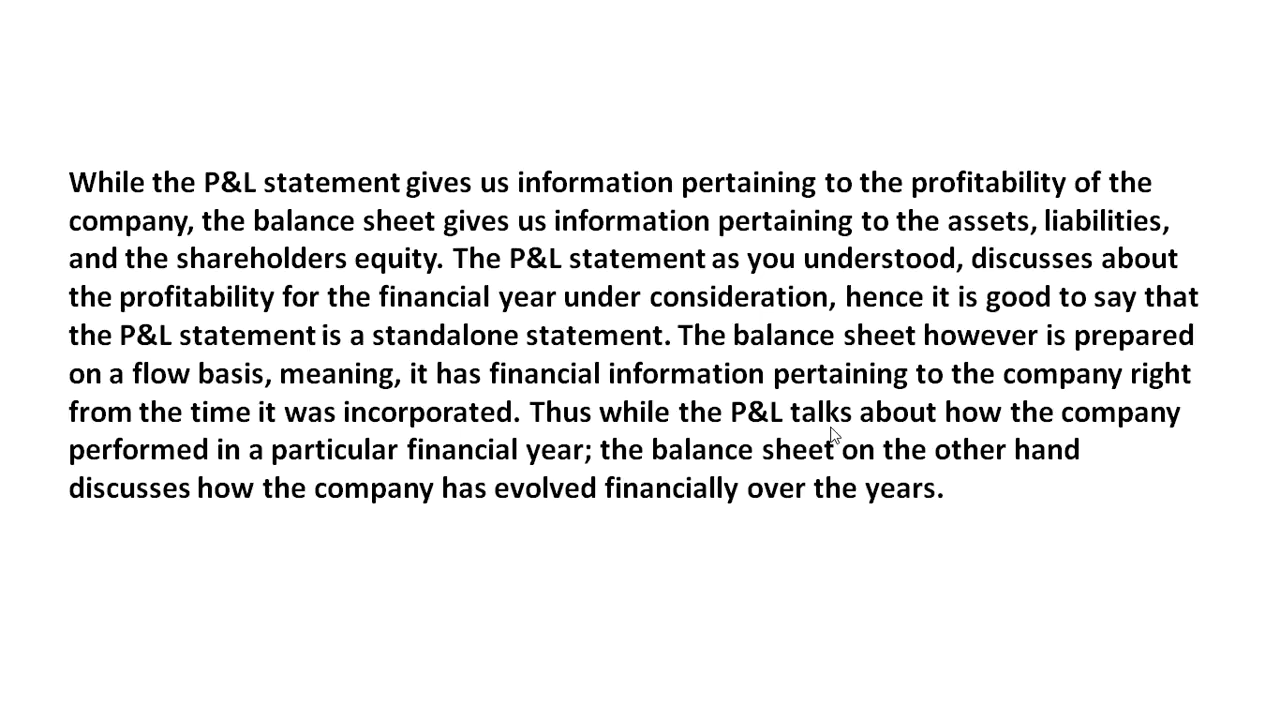 While the P&L statement gives us information pertaining to the profitability of the
company, the balance sheet gives us information pertaining to the assets, liabilities,
and the shareholders equity. The P&L statement as you understood, discusses about
the profitability for the financial year under consideration, hence it is good to say that
the P&L statement is a standalone statement. The balance sheet however is prepared
on a flow basis, meaning, it has financial information pertaining to the company right
from the time it was incorporated. Thus while the P&L talks about how the company
performed in a particular financial year; the balance sheet on the other hand
discusses how the company has evolved financially over the years.